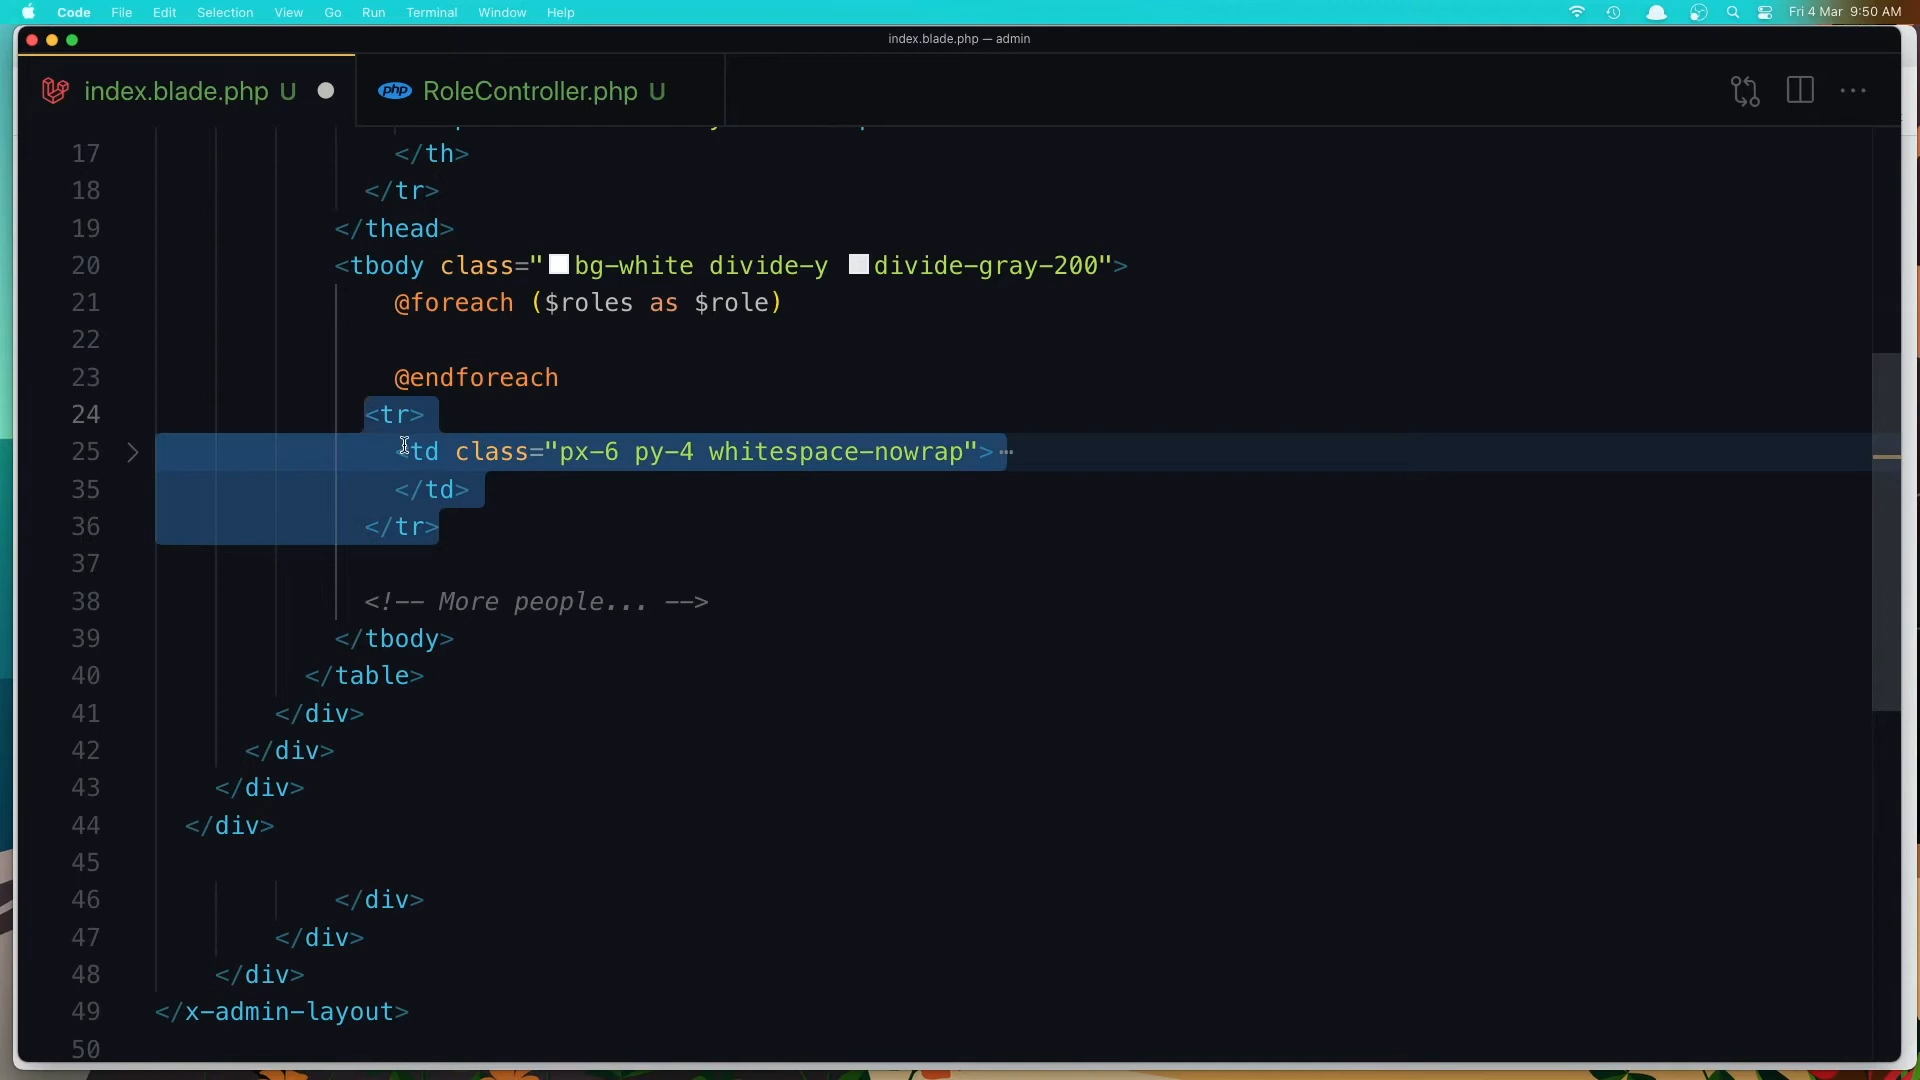 Code File Edit Selection View Go Run Terminal Window Help Fri 4 Mar 9:50 AM
index.blade.php — admin
index.blade.php U php RoleController.php U
17 </th>
18 </tr>
19 </thead>
20 <tbody class="bg-white divide-y divide-gray-200">
21 @foreach ($roles as $role)
22
23 @endforeach
24 <tr>
25 <td class="px-6 py-4 whitespace-nowrap">…
35 </td>
36 </tr>
37
38 <!-- More people... -->
39 </tbody>
40 </table>
41 </div>
42 </div>
43 </div>
44 </div>
45
46 </div>
47 </div>
48 </div>
49 </x-admin-layout>
50